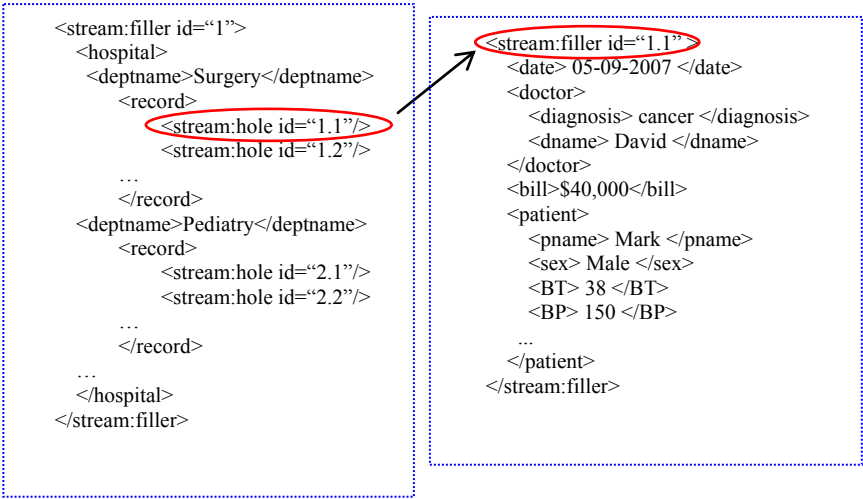 <stream:filler id=“1”>
<hospital>
<deptname>Surgery</deptname>
<record>
<stream:hole id=“1.1”/>
<stream:hole id=“1.2”/>
…
</record>
<deptname>Pediatry</deptname>
<record>
<stream:hole id=“2.1”/>
<stream:hole id=“2.2”/>
…
</record>
…
</hospital>
</stream:filler>
<stream:filler id=“1.1” >
<date> 05-09-2007 </date>
<doctor>
<diagnosis> cancer </diagnosis>
<dname> David </dname>
</doctor>
<bill>$40,000</bill>
<patient>
<pname> Mark </pname>
<sex> Male </sex>
<BT> 38 </BT>
<BP> 150 </BP>
...
</patient>
</stream:filler>